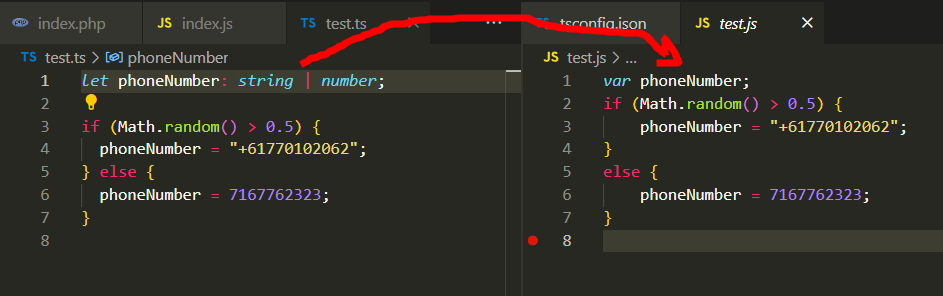 index.php
JS index.js
TS test.ts
...
tsconfig.json
JS test.js
TS test.ts > phoneNumber
1 let phoneNumber: string | number;
2
3 if (Math.random() > 0.5) {
4 phoneNumber = "+61770102062";
5 } else {
6 phoneNumber = 7167762323;
7 }
8
JS test.js > ...
1 var phoneNumber;
2 if (Math.random() > 0.5) {
3 phoneNumber = "+61770102062";
4 }
5 else {
6 phoneNumber = 7167762323;
7 }
8